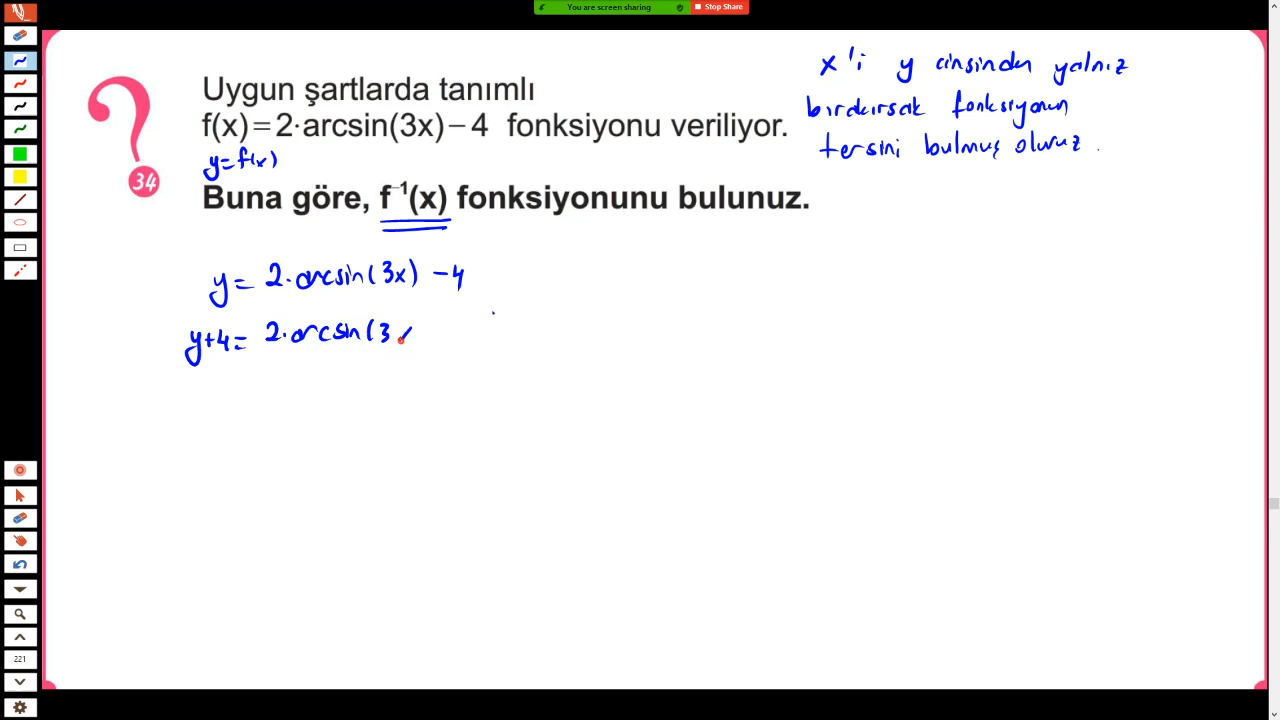 You are screen sharing
Stop Share
Uygun şartlarda tanımlı
f(x)=2·arcsin(3x)−4 fonksiyonu veriliyor.
y=f(x)
34
Buna göre, f⁻¹(x) fonksiyonunu bulunuz.
x'i y cinsinden yalnız
bırakırsak fonksiyonun
tersini bulmuş oluruz.
y= 2·arcsin(3x) −4
y+4= 2·arcsin(3
221